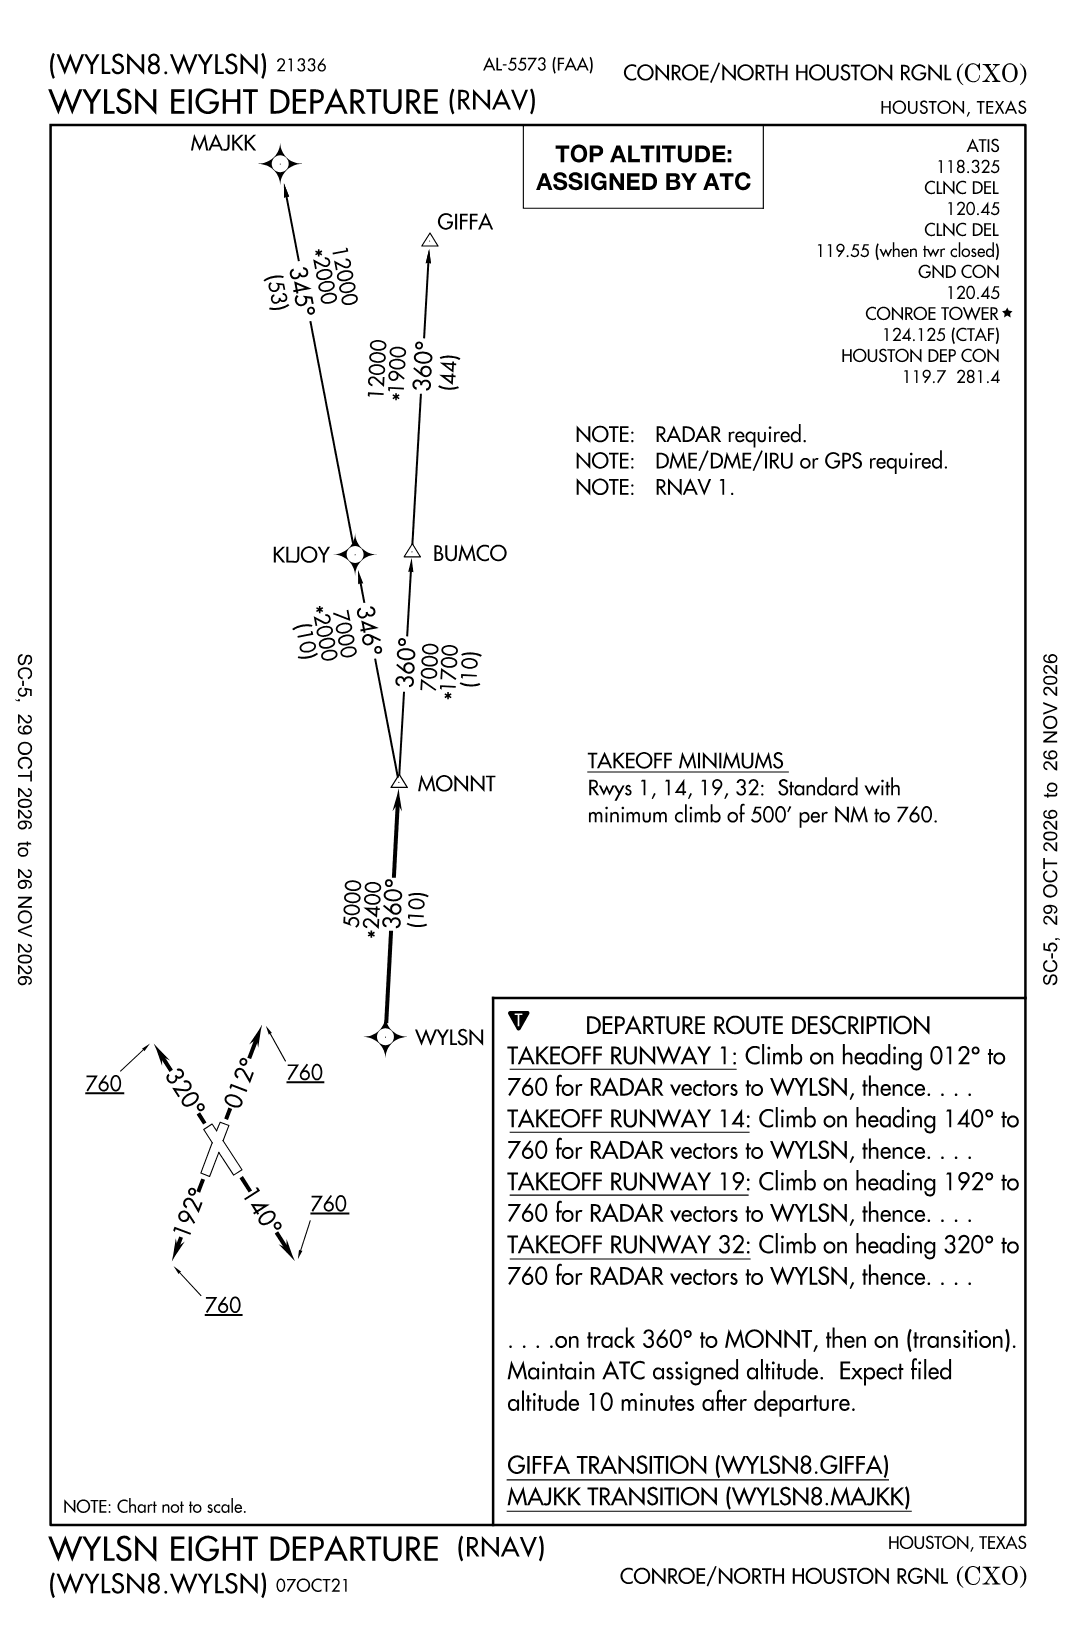 (WYLSN8.WYLSN) 21336
AL-5573 (FAA)
CONROE/NORTH HOUSTON RGNL (CXO)
WYLSN EIGHT DEPARTURE (RNAV)
HOUSTON, TEXAS
TOP ALTITUDE:
ASSIGNED BY ATC
ATIS
118.325
CLNC DEL
120.45
CLNC DEL
119.55 (when twr closed)
GND CON
120.45
CONROE TOWER★
124.125 (CTAF)
HOUSTON DEP CON
119.7 281.4
MAJKK
GIFFA
12000
*2000
345°
(53)
12000
*1900
360°
(44)
NOTE: RADAR required.
NOTE: DME/DME/IRU or GPS required.
NOTE: RNAV 1.
KIJOY
BUMCO
346°
7000
*2000
(10)
360°
7000
*1700
(10)
MONNT
TAKEOFF MINIMUMS
Rwys 1, 14, 19, 32: Standard with
minimum climb of 500' per NM to 760.
5000
*2400
360°
(10)
WYLSN
760
320°
012°
760
192°
140°
760
760
T
DEPARTURE ROUTE DESCRIPTION
TAKEOFF RUNWAY 1: Climb on heading 012° to
760 for RADAR vectors to WYLSN, thence. . . .
TAKEOFF RUNWAY 14: Climb on heading 140° to
760 for RADAR vectors to WYLSN, thence. . . .
TAKEOFF RUNWAY 19: Climb on heading 192° to
760 for RADAR vectors to WYLSN, thence. . . .
TAKEOFF RUNWAY 32: Climb on heading 320° to
760 for RADAR vectors to WYLSN, thence. . . .
. . . .on track 360° to MONNT, then on (transition).
Maintain ATC assigned altitude. Expect filed
altitude 10 minutes after departure.
GIFFA TRANSITION (WYLSN8.GIFFA)
MAJKK TRANSITION (WYLSN8.MAJKK)
NOTE: Chart not to scale.
SC-5, 29 OCT 2026 to 26 NOV 2026
SC-5, 29 OCT 2026 to 26 NOV 2026
WYLSN EIGHT DEPARTURE (RNAV)
(WYLSN8.WYLSN) 07OCT21
HOUSTON, TEXAS
CONROE/NORTH HOUSTON RGNL (CXO)